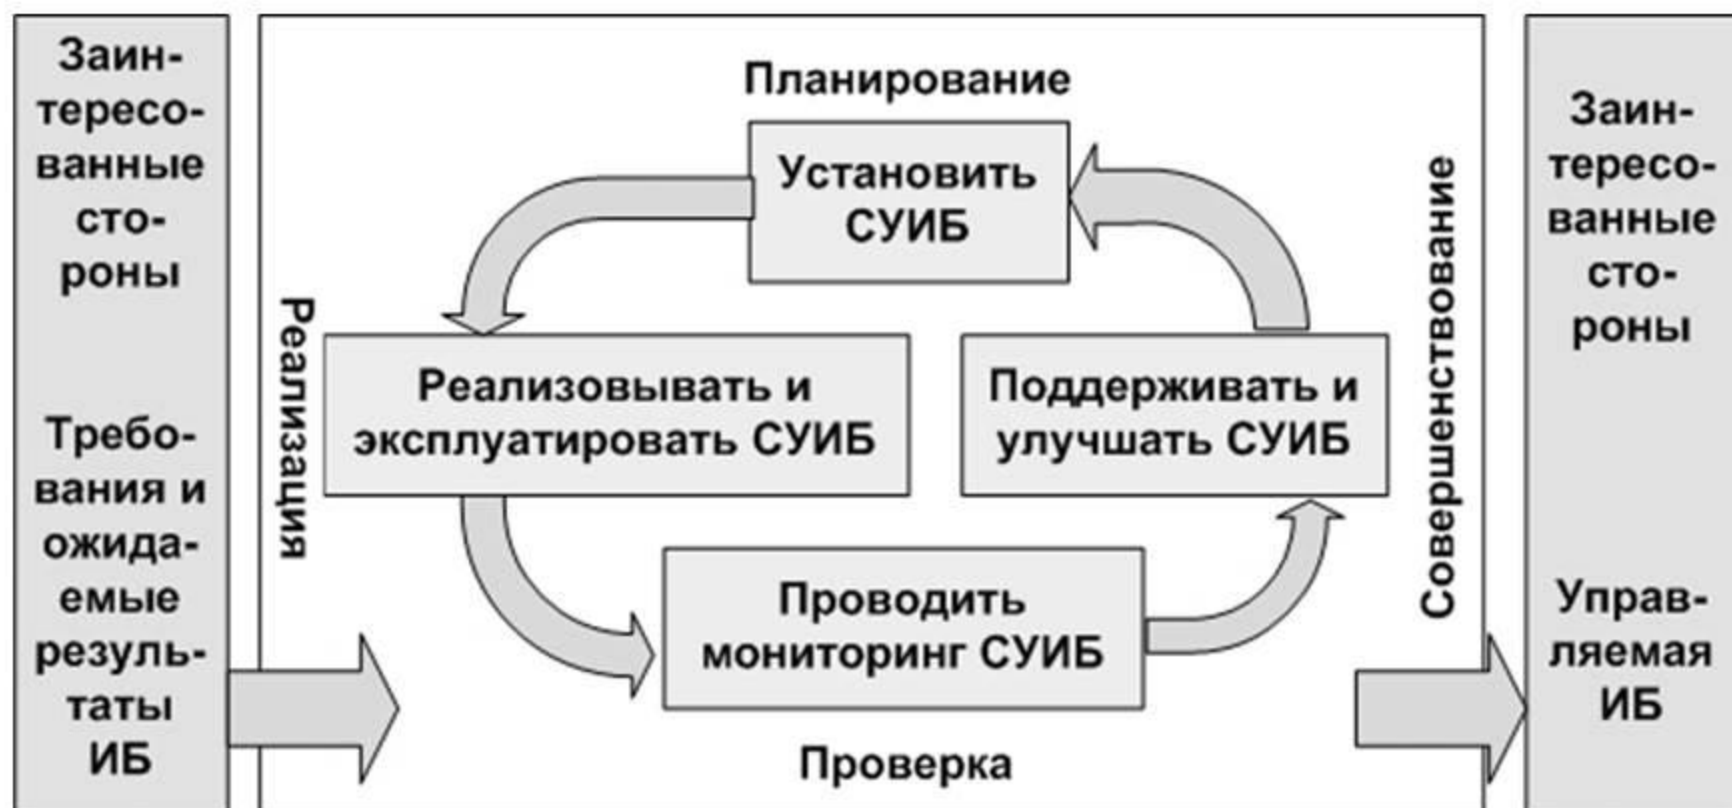 Заин-
тересо-
ванные
сто-
роны
Требо-
вания и
ожида-
емые
резуль-
таты
ИБ
Планирование
Установить
СУИБ
Реализация
Реализовывать и
эксплуатировать СУИБ
Поддерживать и
улучшать СУИБ
Совершенствование
Проводить
мониторинг СУИБ
Проверка
Заин-
тересо-
ванные
сто-
роны
Управ-
ляемая
ИБ